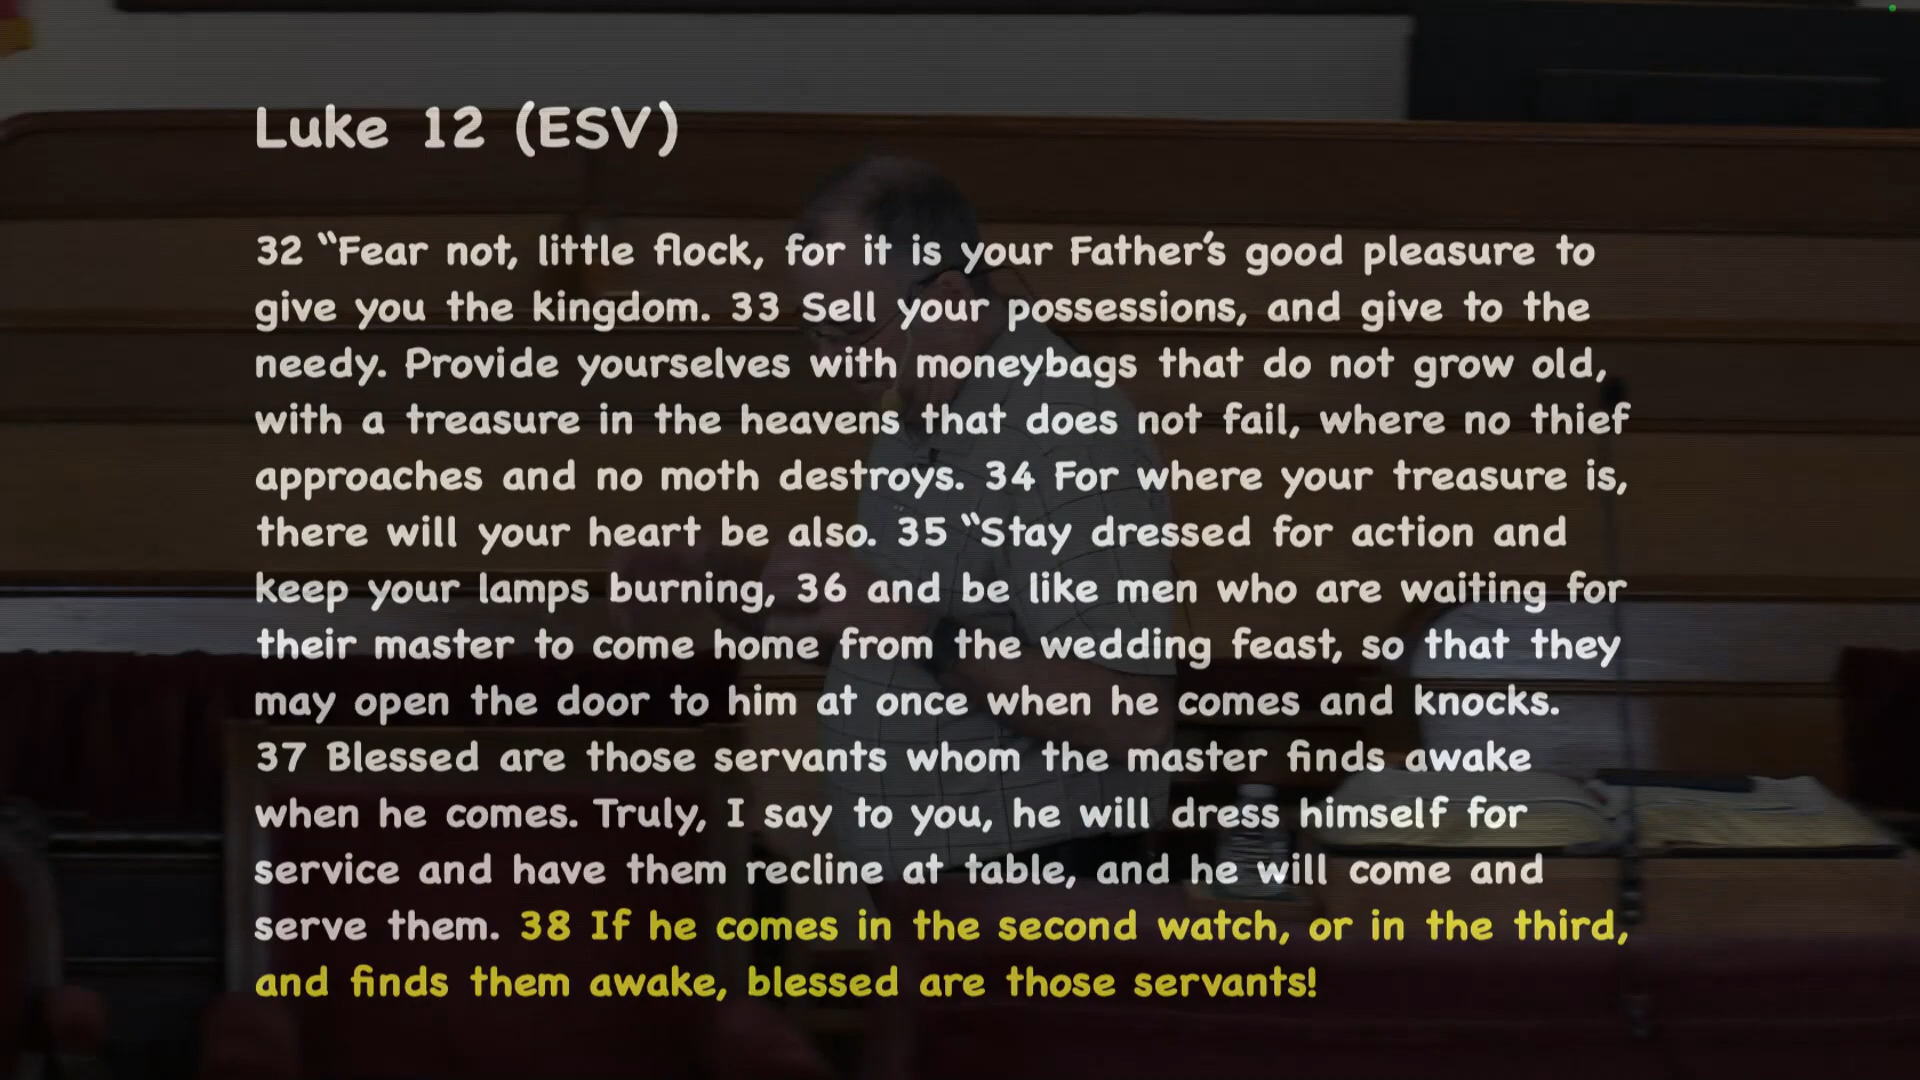 Luke 12 (ESV)
32 “Fear not, little flock, for it is your Father’s good pleasure to
give you the kingdom. 33 Sell your possessions, and give to the
needy. Provide yourselves with moneybags that do not grow old,
with a treasure in the heavens that does not fail, where no thief
approaches and no moth destroys. 34 For where your treasure is,
there will your heart be also. 35 “Stay dressed for action and
keep your lamps burning, 36 and be like men who are waiting for
their master to come home from the wedding feast, so that they
may open the door to him at once when he comes and knocks.
37 Blessed are those servants whom the master finds awake
when he comes. Truly, I say to you, he will dress himself for
service and have them recline at table, and he will come and
serve them. 38 If he comes in the second watch, or in the third,
and finds them awake, blessed are those servants!